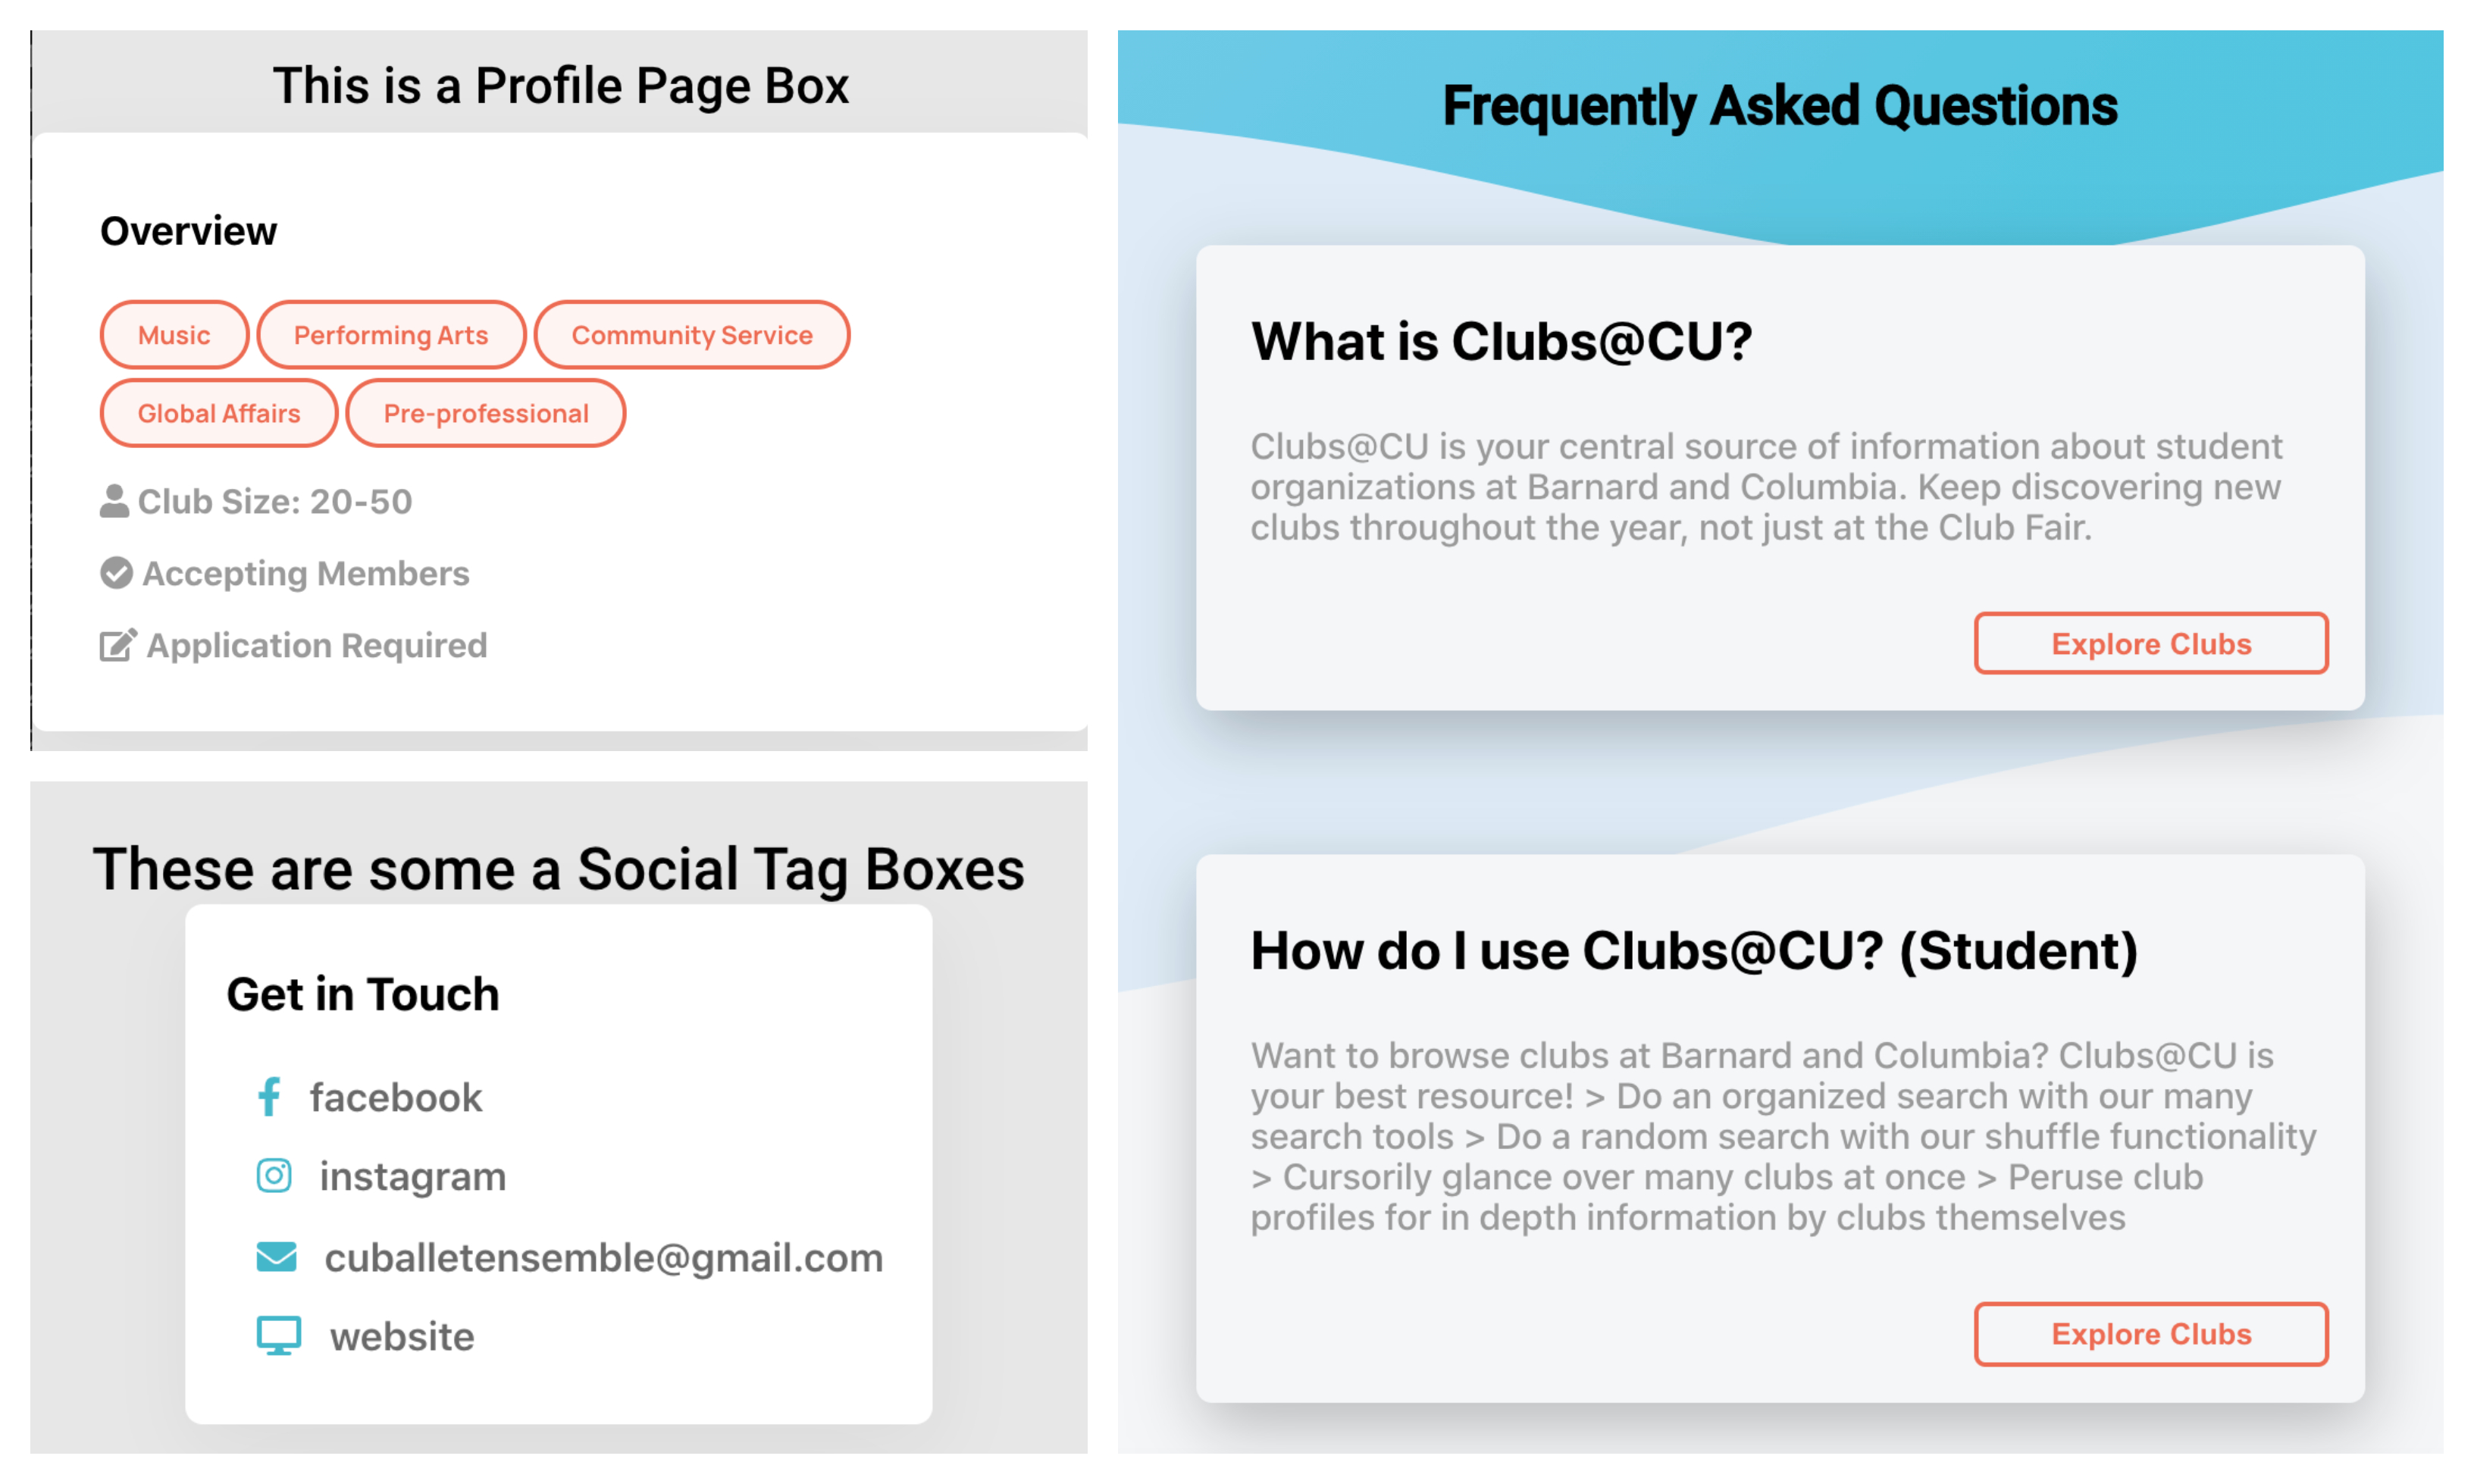 This is a Profile Page Box
Overview
Music
Performing Arts
Community Service
Global Affairs
Pre-professional
Club Size: 20-50
Accepting Members
Application Required
These are some a Social Tag Boxes
Get in Touch
facebook
instagram
cuballetensemble@gmail.com
website
Frequently Asked Questions
What is Clubs@CU?
Clubs@CU is your central source of information about student
organizations at Barnard and Columbia. Keep discovering new
clubs throughout the year, not just at the Club Fair.
Explore Clubs
How do I use Clubs@CU? (Student)
Want to browse clubs at Barnard and Columbia? Clubs@CU is
your best resource! > Do an organized search with our many
search tools > Do a random search with our shuffle functionality
> Cursorily glance over many clubs at once > Peruse club
profiles for in depth information by clubs themselves
Explore Clubs